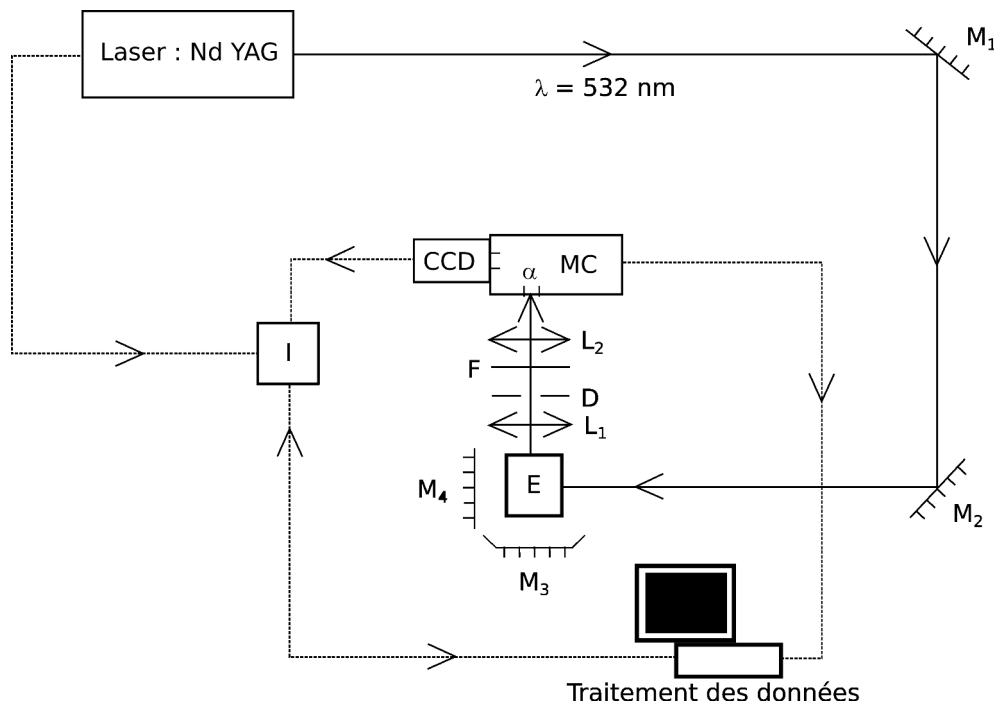 Laser : Nd YAG
M1
λ = 532 nm
CCD
α
MC
I
L2
F
D
L1
E
M4
M2
M3
Traitement des données